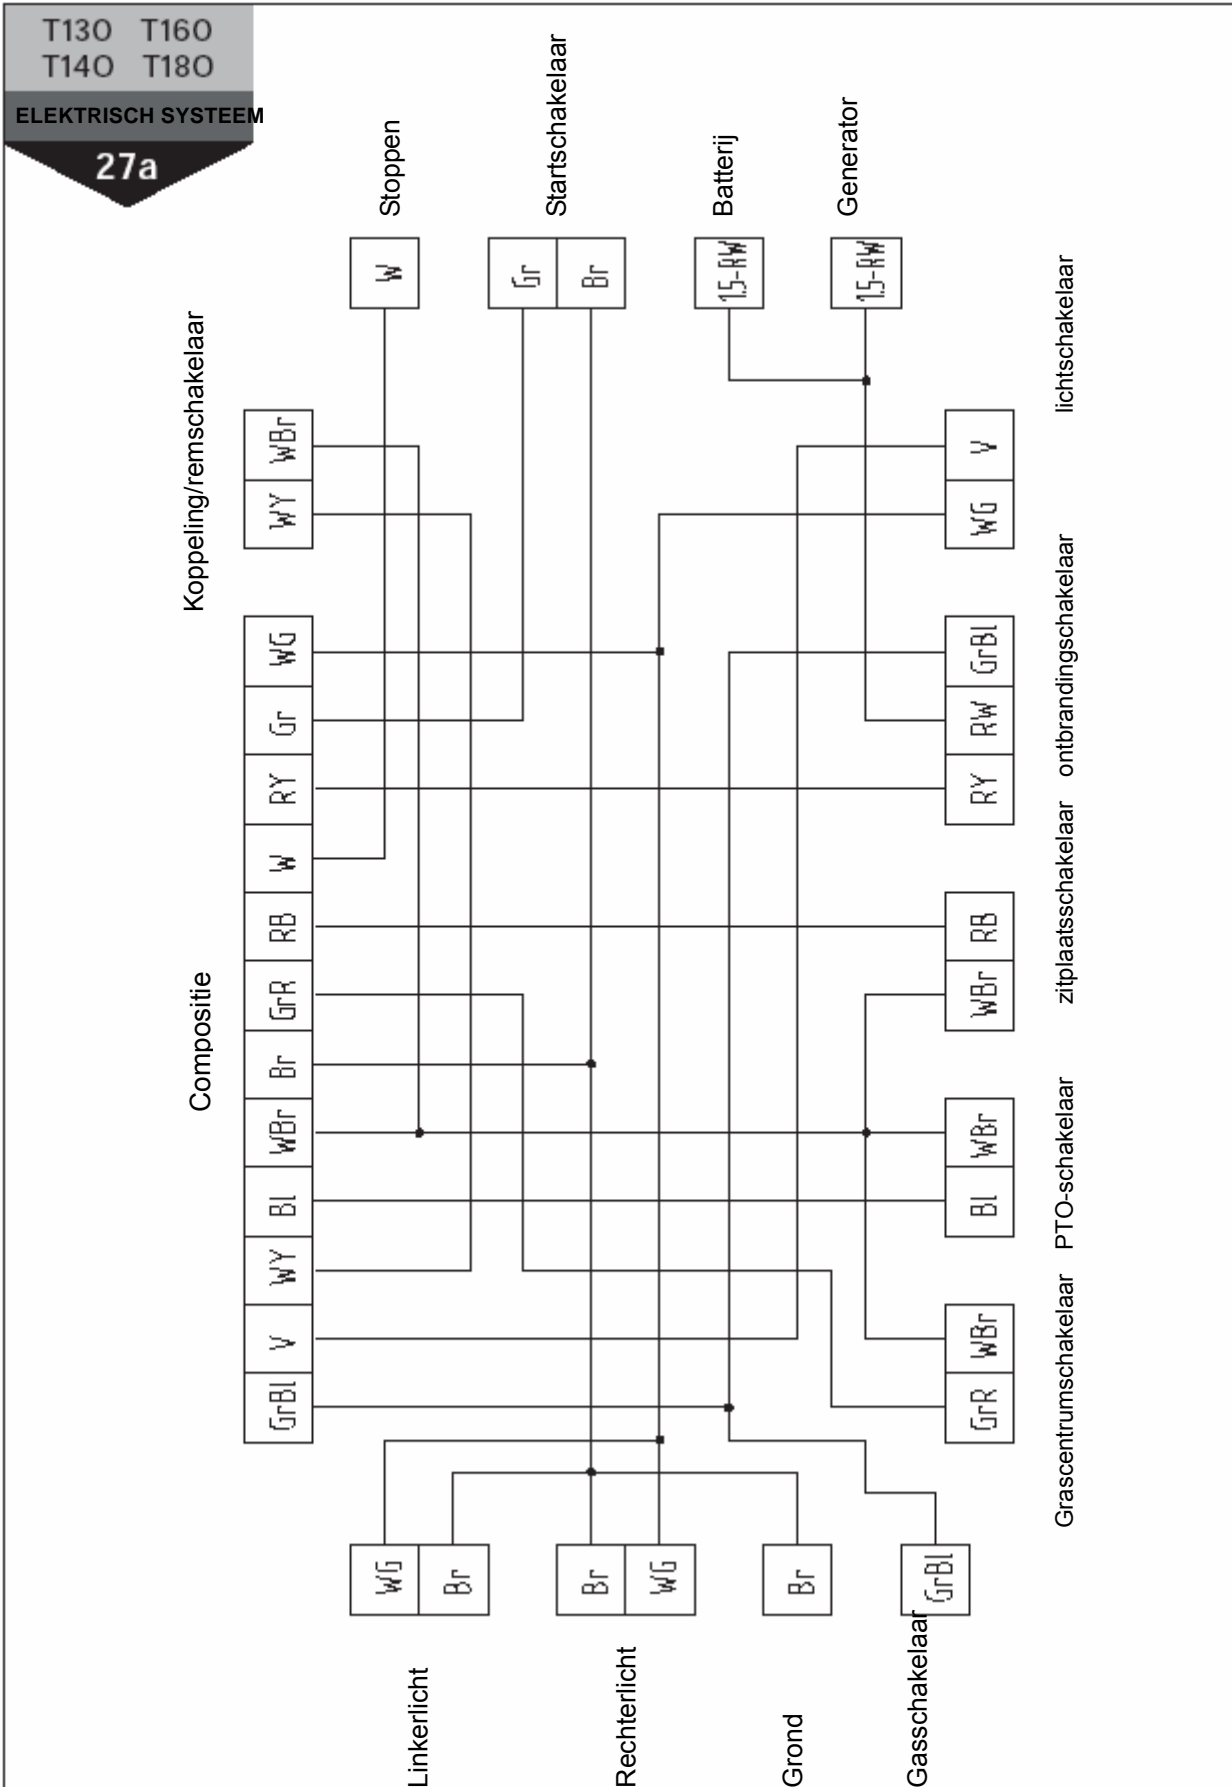 T130 T160
T140 T180
ELEKTRISCH SYSTEEM
27a
Stoppen
Startschakelaar
Batterij
Generator
W
Gr
Br
1.5-RW
1.5-RW
Koppeling/remschakelaar
WBr
WY
lichtschakelaar
V
WG
Compositie
WG
Gr
RY
W
RB
GrR
Br
WBr
Bl
WY
V
GrBl
ontbrandingschakelaar
GrBl
RW
RY
zitplaatsschakelaar
RB
WBr
PTO-schakelaar
WBr
Bl
Grascentrumschakelaar
WBr
GrR
WG
Br
Linkerlicht
Br
WG
Rechterlicht
Br
Grond
GrBl
Gasschakelaar